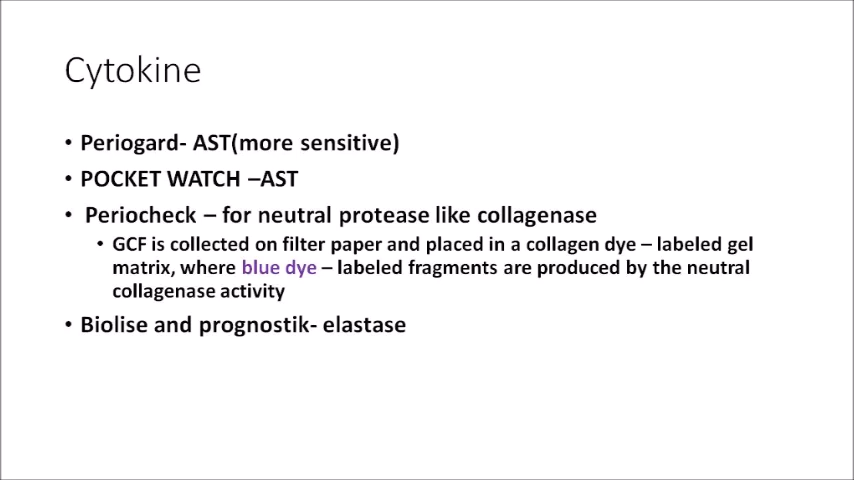 Cytokine
• Periogard- AST(more sensitive)
• POCKET WATCH –AST
• Periocheck – for neutral protease like collagenase
• GCF is collected on filter paper and placed in a collagen dye – labeled gel
matrix, where blue dye – labeled fragments are produced by the neutral
collagenase activity
• Biolise and prognostik- elastase